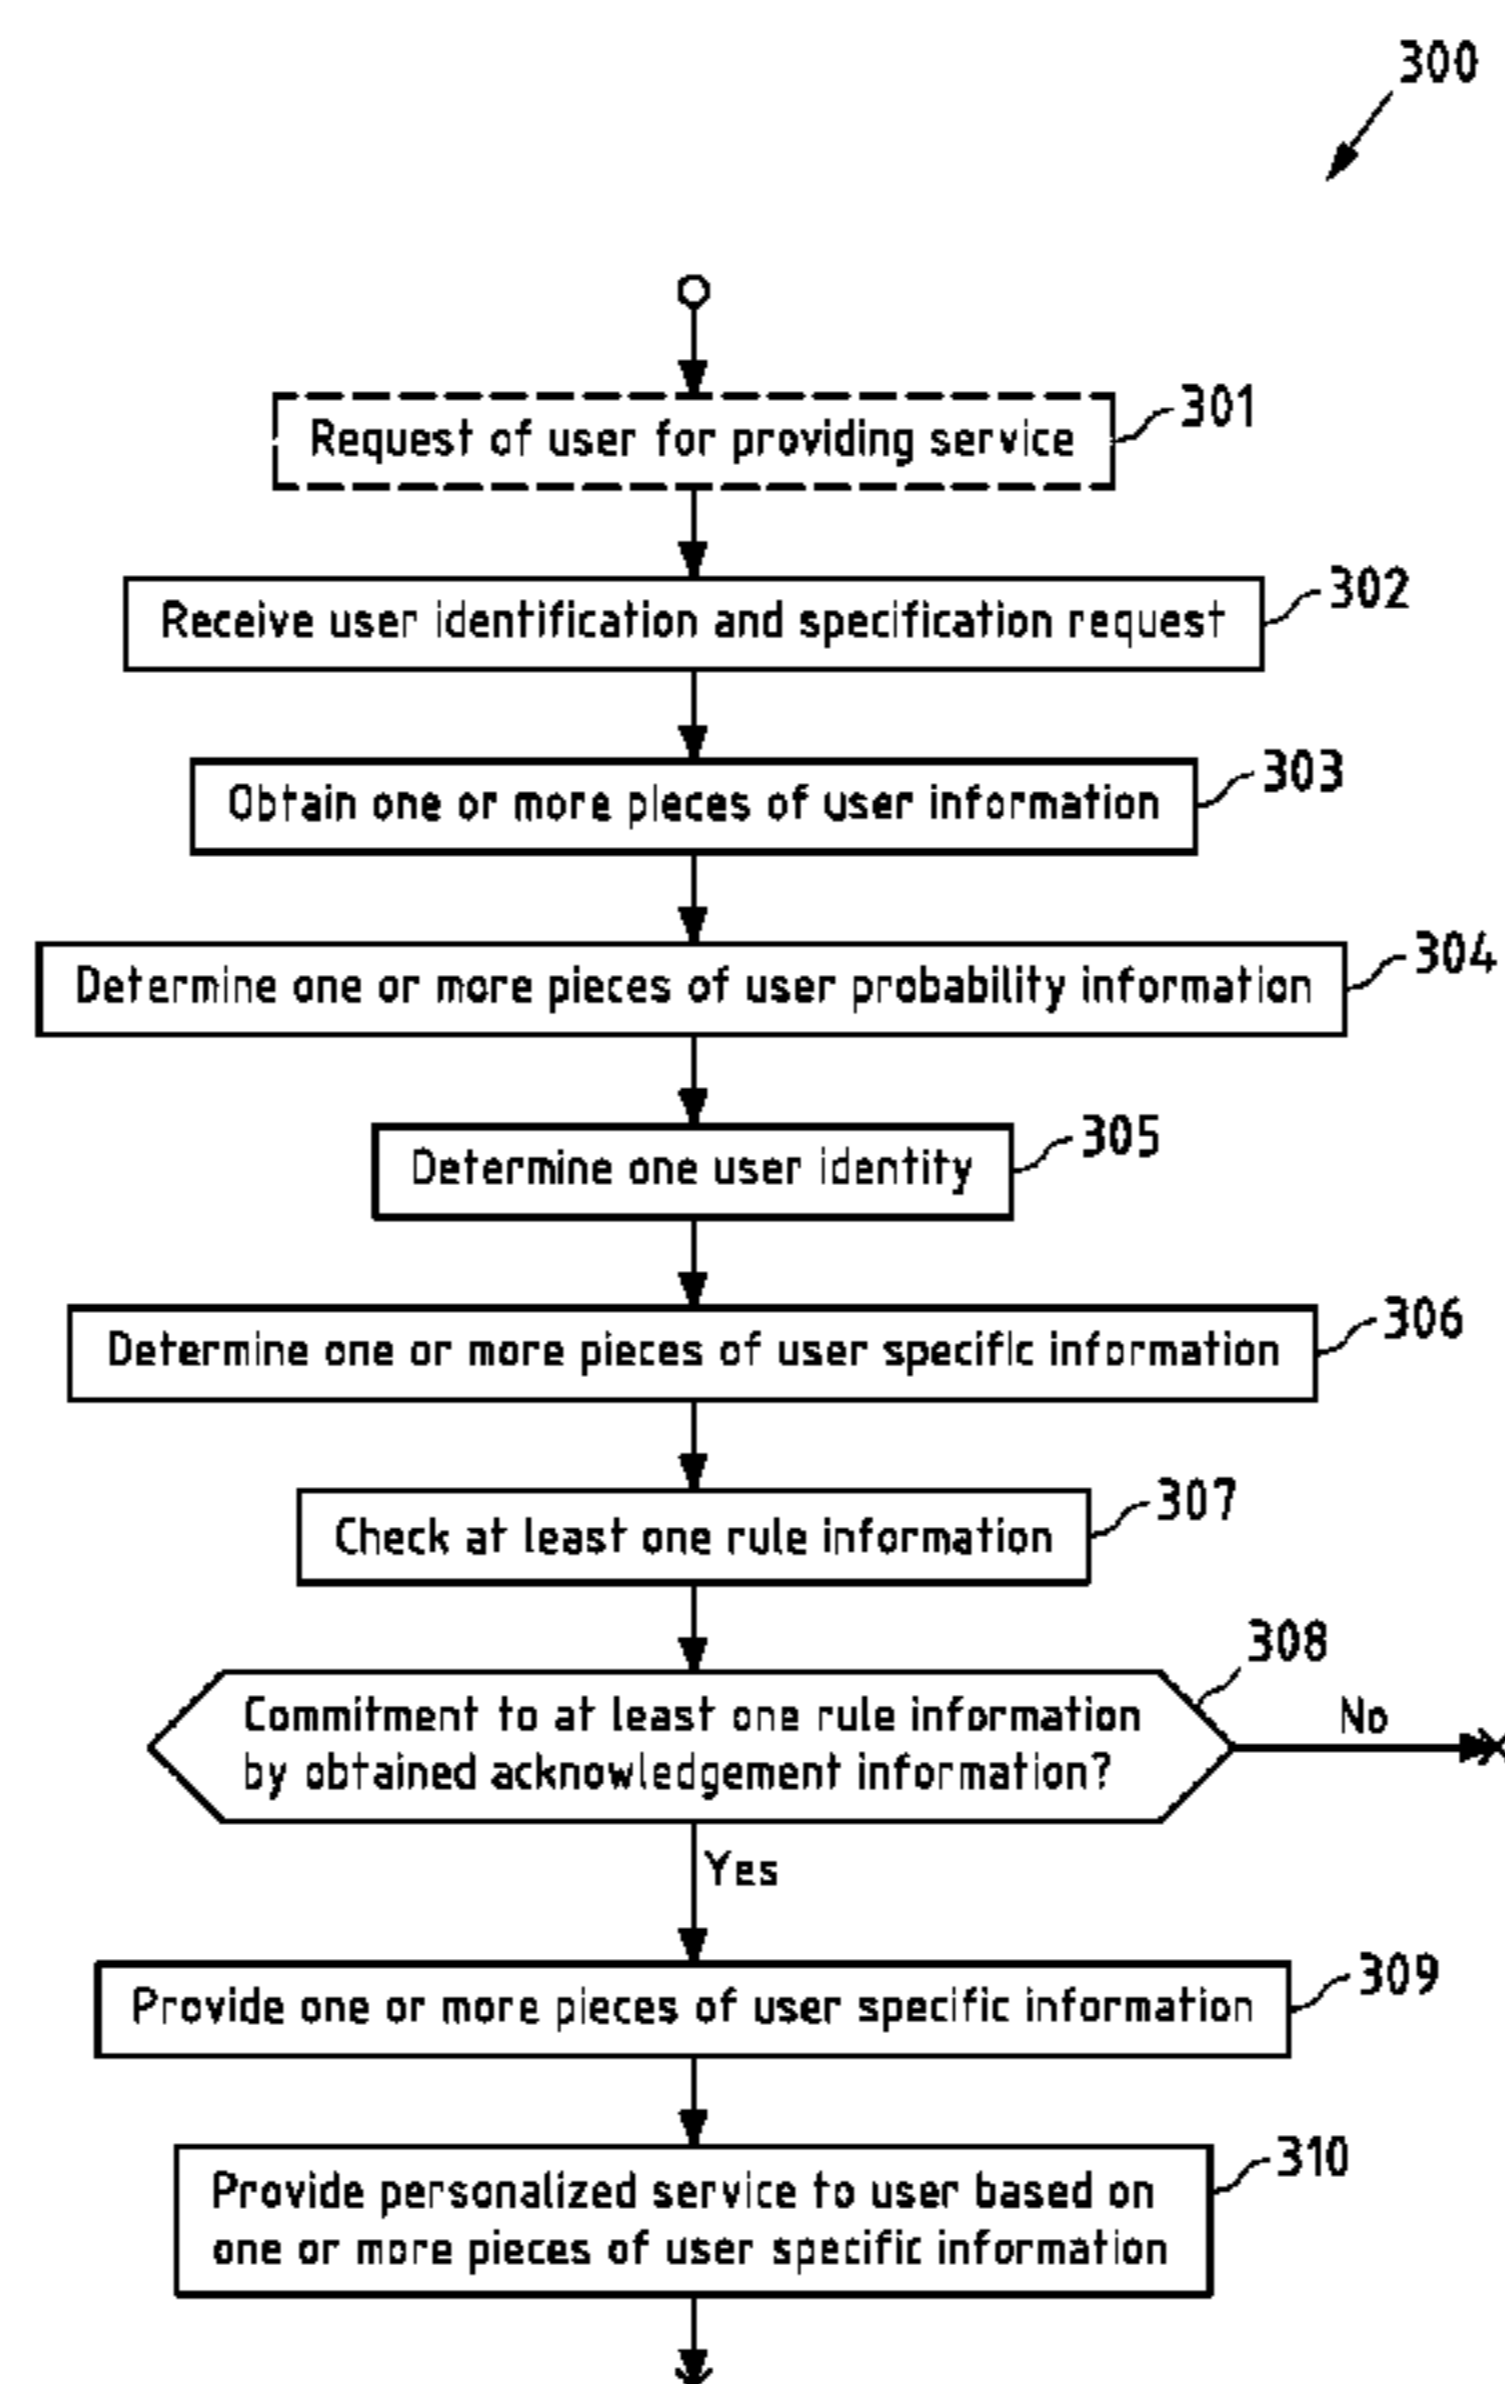 300
Request of user for providing service
301
Receive user identification and specification request
302
Obtain one or more pieces of user information
303
Determine one or more pieces of user probability information
304
Determine one user identity
305
Determine one or more pieces of user specific information
306
Check at least one rule information
307
308
Commitment to at least one rule information
by obtained acknowledgement information?
No
Yes
Provide one or more pieces of user specific information
309
Provide personalized service to user based on
one or more pieces of user specific information
310